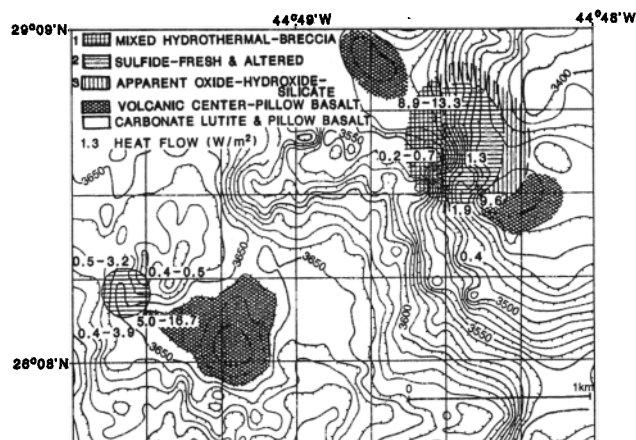 44°49' 44°48'
29°09'
1 MIXED HYDROTHERMAL-BRECCIA
2 SULFIDE-FRESH & ALTERED
3 APPARENT OXIDE-HYDROXIDE-
SILICATE
VOLCANIC CENTER-PILLOW BASALT
CARBONATE LUTITE & PILLOW BASALT
1.3 HEAT FLOW (W/m²)
3400
8.9-13.3
3550
0.2-0.7 1.3
3650
9.6
1.9
3650 3650
0.4
0.5-3.2
0.4-0.5
3500
3600
5.0-16.7
0.4-3.9
3550
3650
26°08'N
0 1km